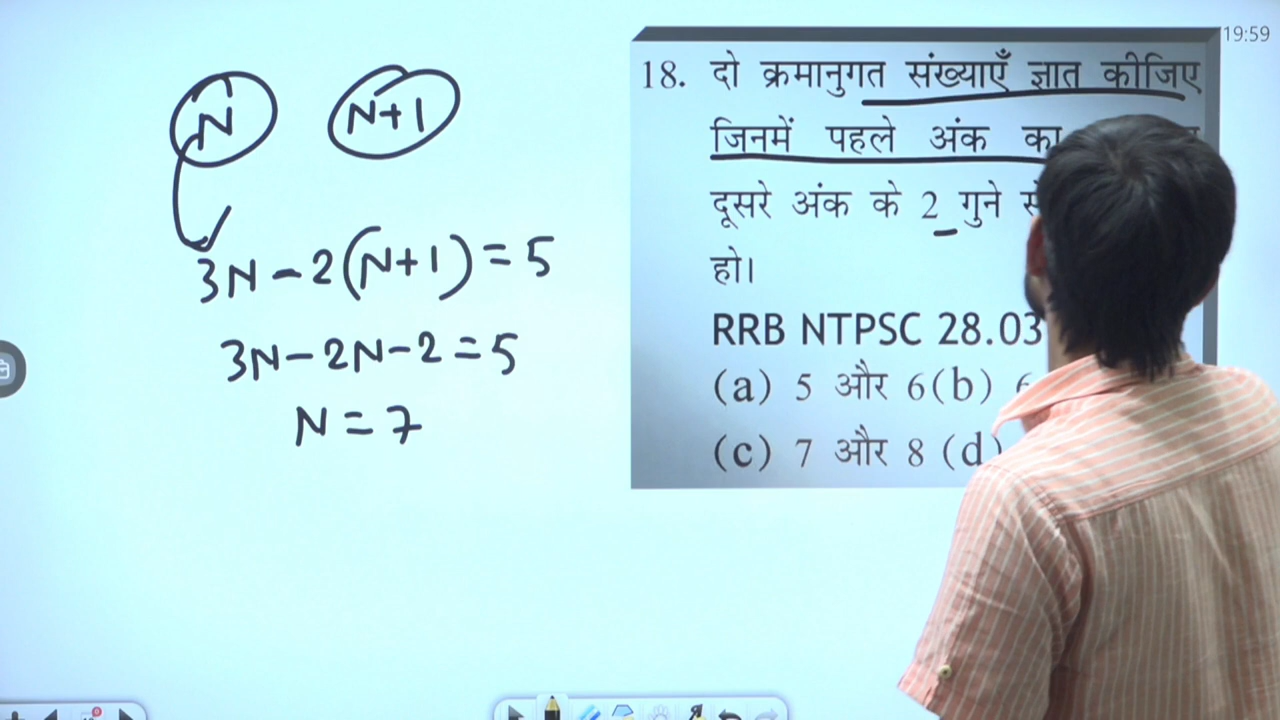 19:59
N N+1
3N-2(N+1)=5
3N-2N-2=5
N=7
18. दो क्रमानुगत संख्याएँ ज्ञात कीजिए
जिनमें पहले अंक का
दूसरे अंक के 2 गुने
हो।
RRB NTPSC 28.03
(a) 5 और 6(b)
(c) 7 और 8 (d)